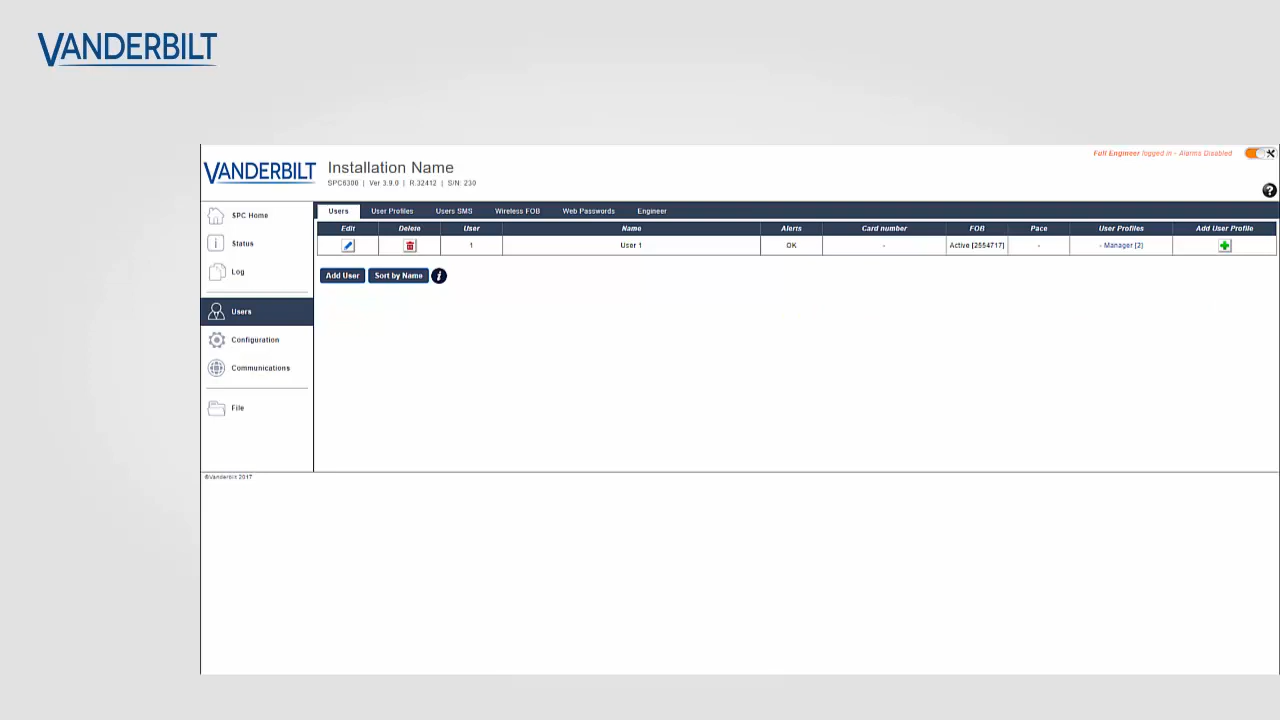 VANDERBILT
VANDERBILT
Installation Name
SPC6300 | Ver 3.9.0 | R.32412 | S/N: 230
Full Engineer logged in - Alarms Disabled
SPC Home
Status
Log
Users
Configuration
Communications
File
Users User Profiles Users SMS Wireless FOB Web Passwords Engineer
Edit Delete User Name Alerts Card number FOB Pace User Profiles Add User Profile
1 User 1 OK - Active [2554717] - - Manager [2]
Add User Sort by Name
©Vanderbilt 2017